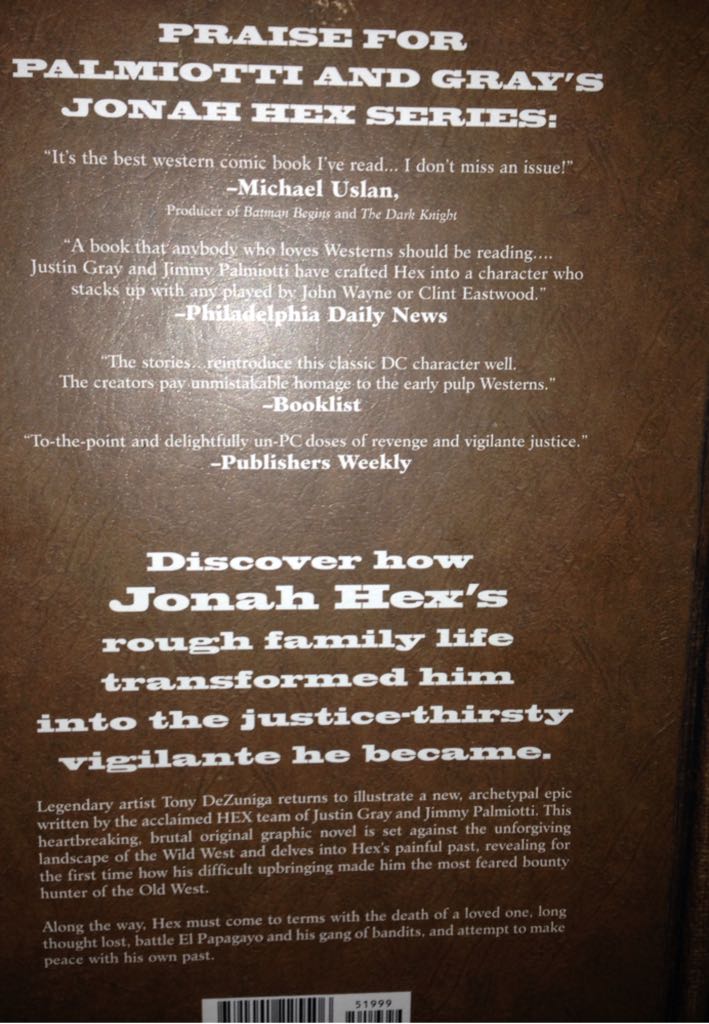 PRAISE FOR
PALMIOTTI AND GRAY'S
JONAH HEX SERIES:
"It's the best western comic book I've read... I don't miss an issue!"
–Michael Uslan,
Producer of Batman Begins and The Dark Knight
"A book that anybody who loves Westerns should be reading....
Justin Gray and Jimmy Palmiotti have crafted Hex into a character who
stacks up with any played by John Wayne or Clint Eastwood."
–Philadelphia Daily News
"The stories...reintroduce this classic DC character well.
The creators pay unmistakable homage to the early pulp Westerns."
–Booklist
"To-the-point and delightfully un-PC doses of revenge and vigilante justice."
–Publishers Weekly
Discover how
Jonah Hex's
rough family life
transformed him
into the justice-thirsty
vigilante he became.
Legendary artist Tony DeZuniga returns to illustrate a new, archetypal epic
written by the acclaimed HEX team of Justin Gray and Jimmy Palmiotti. This
heartbreaking, brutal original graphic novel is set against the unforgiving
landscape of the Wild West and delves into Hex's painful past, revealing for
the first time how his difficult upbringing made him the most feared bounty
hunter of the Old West.
Along the way, Hex must come to terms with the death of a loved one, long
thought lost, battle El Papagayo and his gang of bandits, and attempt to make
peace with his own past.
51999